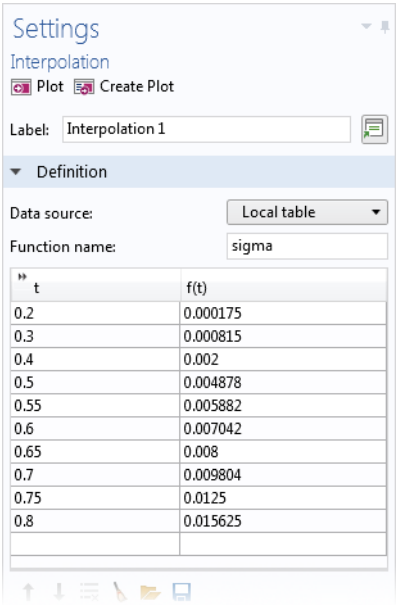 Settings
Interpolation
Plot Create Plot
Label: Interpolation 1
Definition
Data source: Local table
Function name: sigma
t f(t)
0.2 0.000175
0.3 0.000815
0.4 0.002
0.5 0.004878
0.55 0.005882
0.6 0.007042
0.65 0.008
0.7 0.009804
0.75 0.0125
0.8 0.015625